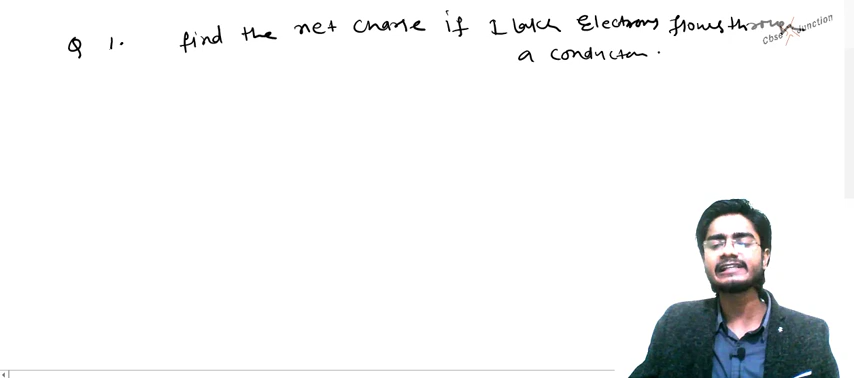 Q 1. find the net charge if 1 lakh Electrons flows through
a conductor.
Cbse Junction